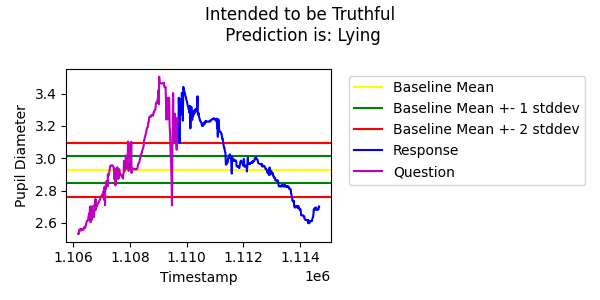 Intended to be Truthful
Prediction is: Lying
Pupil Diameter
3.4
3.2
3.0
2.8
2.6
1.106
1.108
1.110
1.112
1.114
1e6
Timestamp
Baseline Mean
Baseline Mean +- 1 stddev
Baseline Mean +- 2 stddev
Response
Question